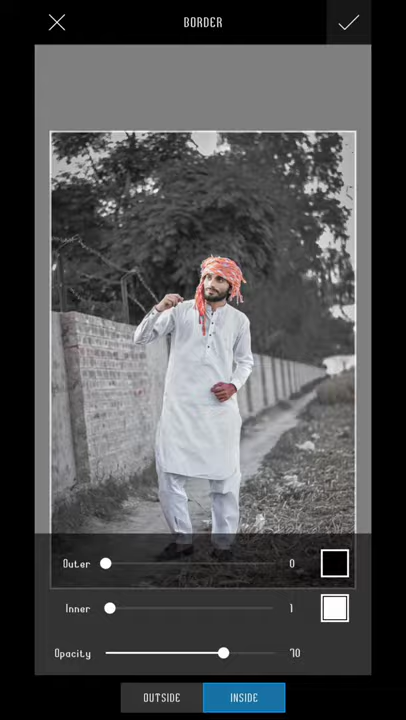 BORDER
Outer 0
Inner 1
Opacity 70
OUTSIDE INSIDE